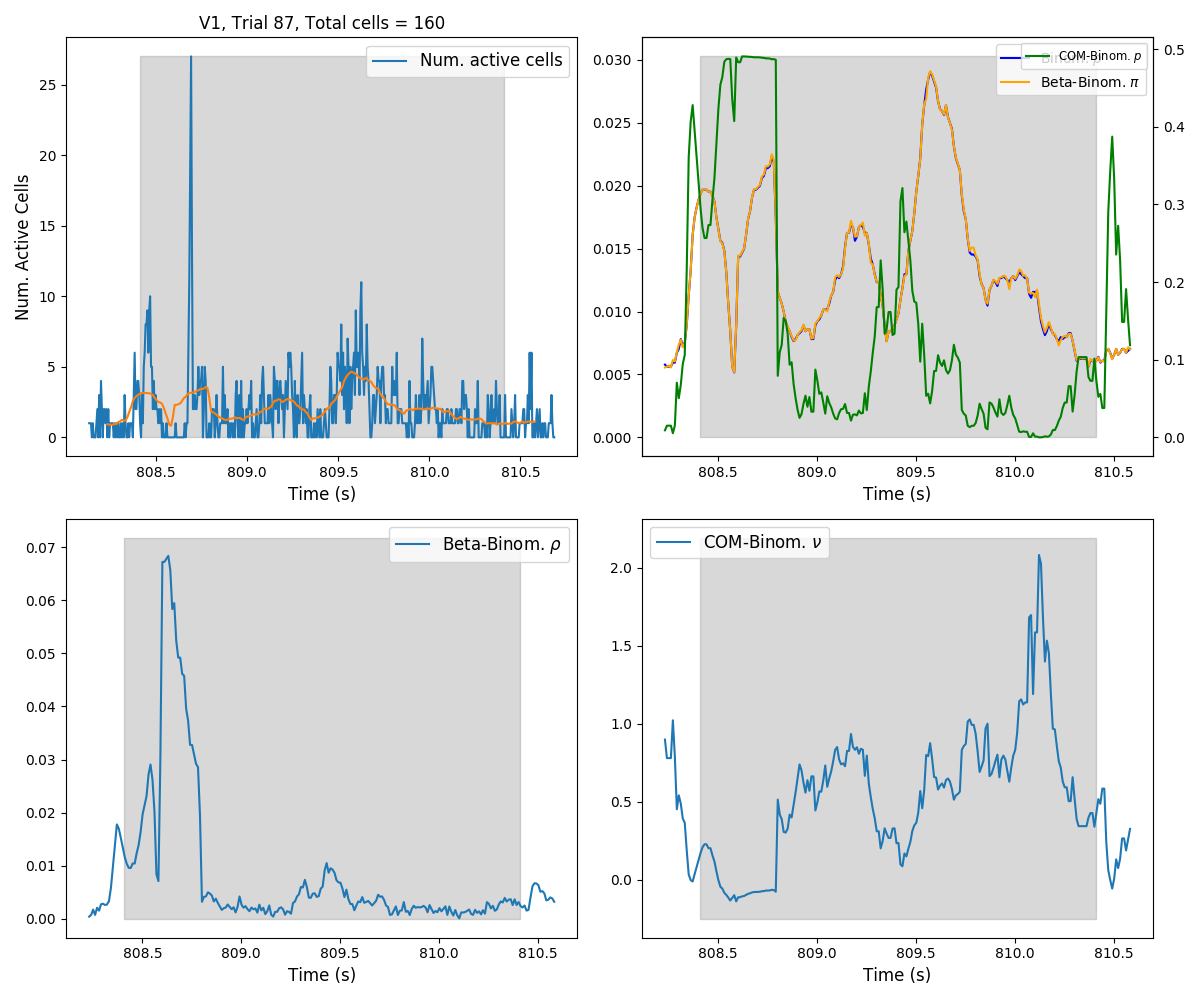 V1, Trial 87, Total cells = 160
Num. active cells
Num. Active Cells
25
20
15
10
5
0
808.5 809.0 809.5 810.0 810.5
Time (s)
COM-Binom. p
Beta-Binom. π
0.030
0.025
0.020
0.015
0.010
0.005
0.000
0.5
0.4
0.3
0.2
0.1
0.0
808.5 809.0 809.5 810.0 810.5
Time (s)
Beta-Binom. ρ
0.07
0.06
0.05
0.04
0.03
0.02
0.01
0.00
808.5 809.0 809.5 810.0 810.5
Time (s)
COM-Binom. ν
2.0
1.5
1.0
0.5
0.0
808.5 809.0 809.5 810.0 810.5
Time (s)